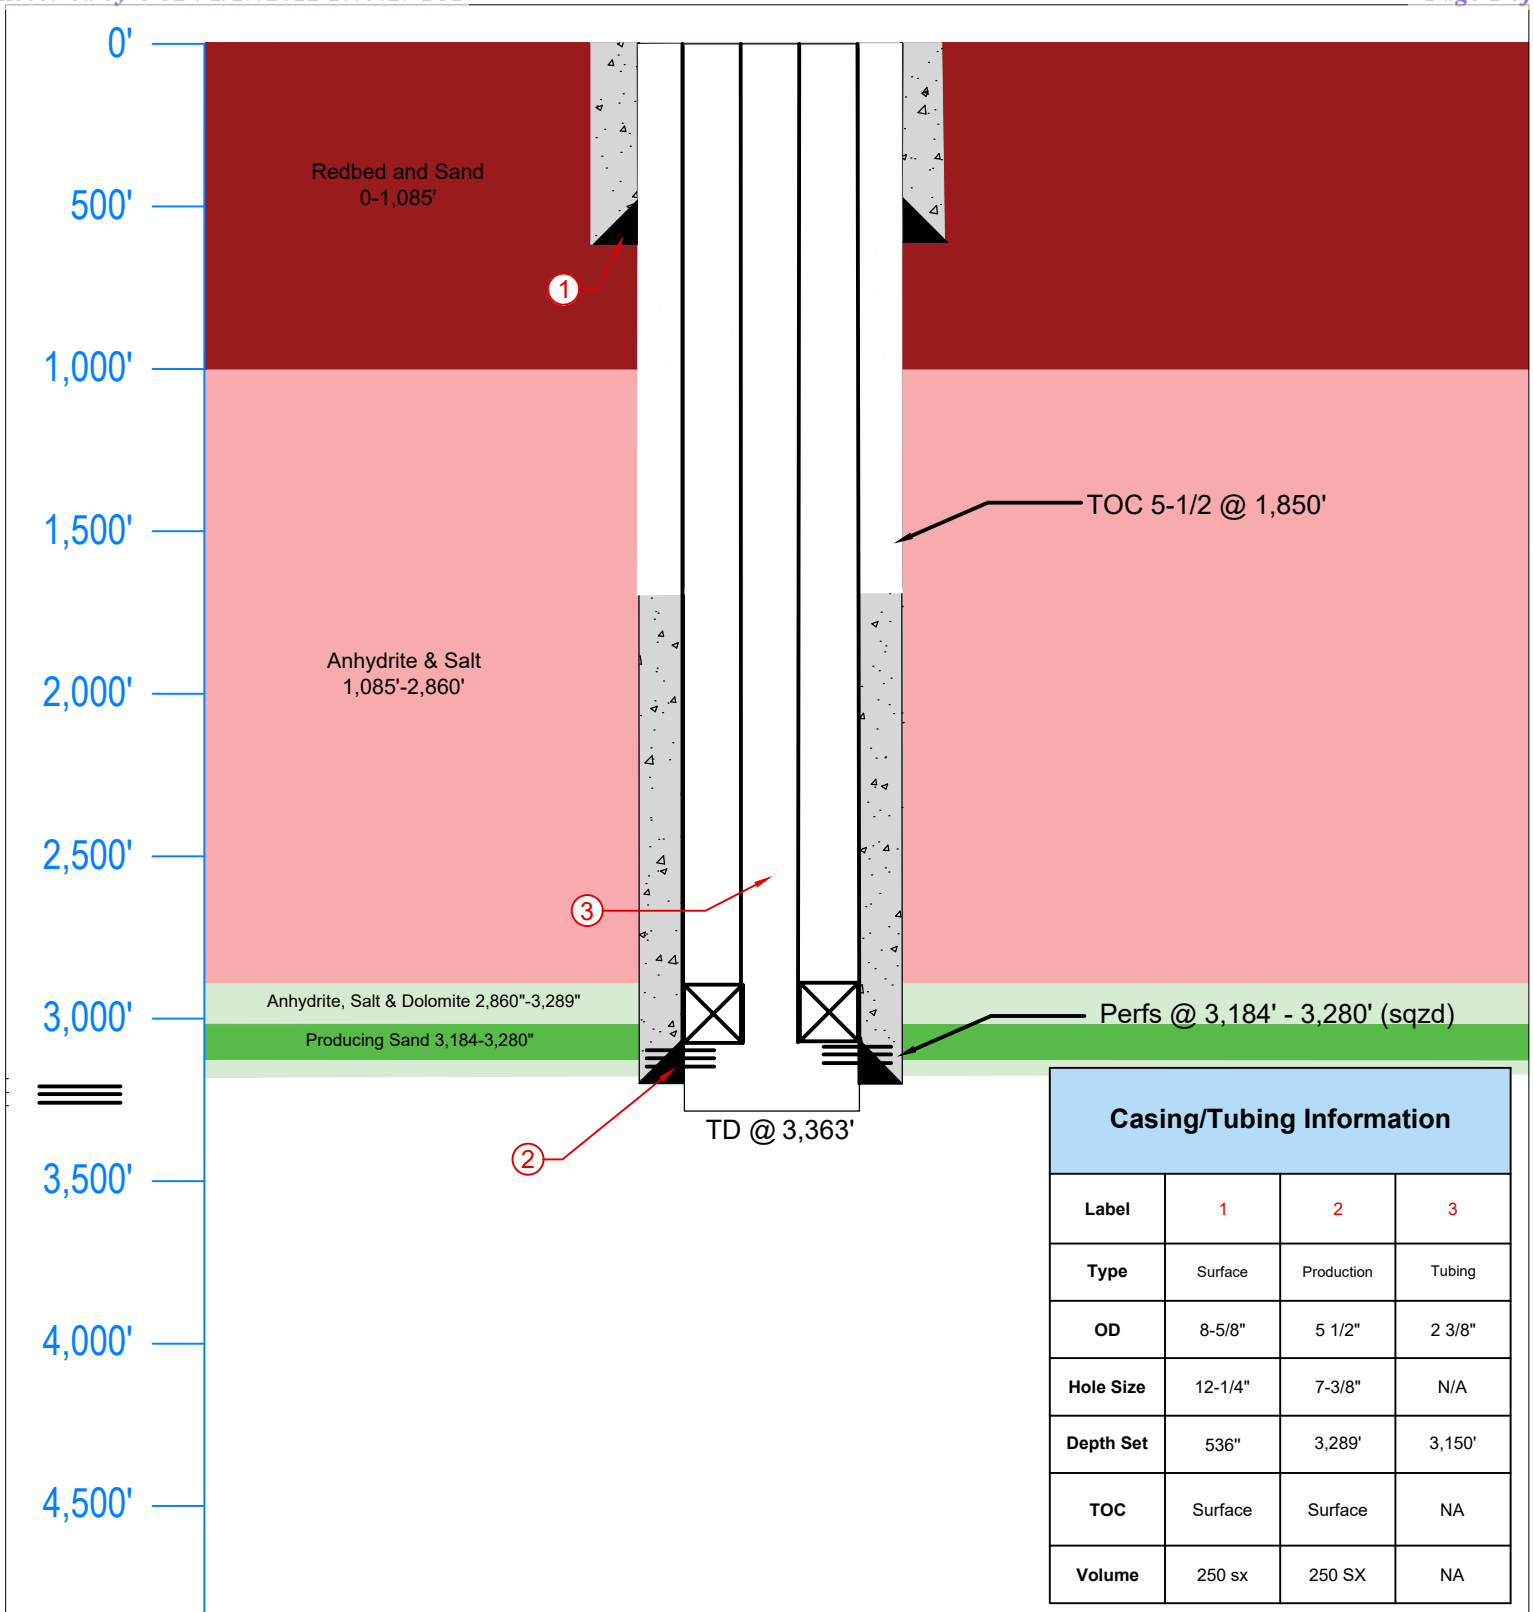 0'
500'
1,000'
1,500'
2,000'
2,500'
3,000'
3,500'
4,000'
4,500'
Redbed and Sand
0-1,085'
1
TOC 5-1/2 @ 1,850'
Anhydrite & Salt
1,085'-2,860'
3
Anhydrite, Salt & Dolomite 2,860"-3,289"
Producing Sand 3,184-3,280"
Perfs @ 3,184' - 3,280' (sqzd)
TD @ 3,363'
2
Casing/Tubing Information
Label 1 2 3
Type Surface Production Tubing
OD 8-5/8" 5 1/2" 2 3/8"
Hole Size 12-1/4" 7-3/8" N/A
Depth Set 536" 3,289' 3,150'
TOC Surface Surface NA
Volume 250 sx 250 SX NA